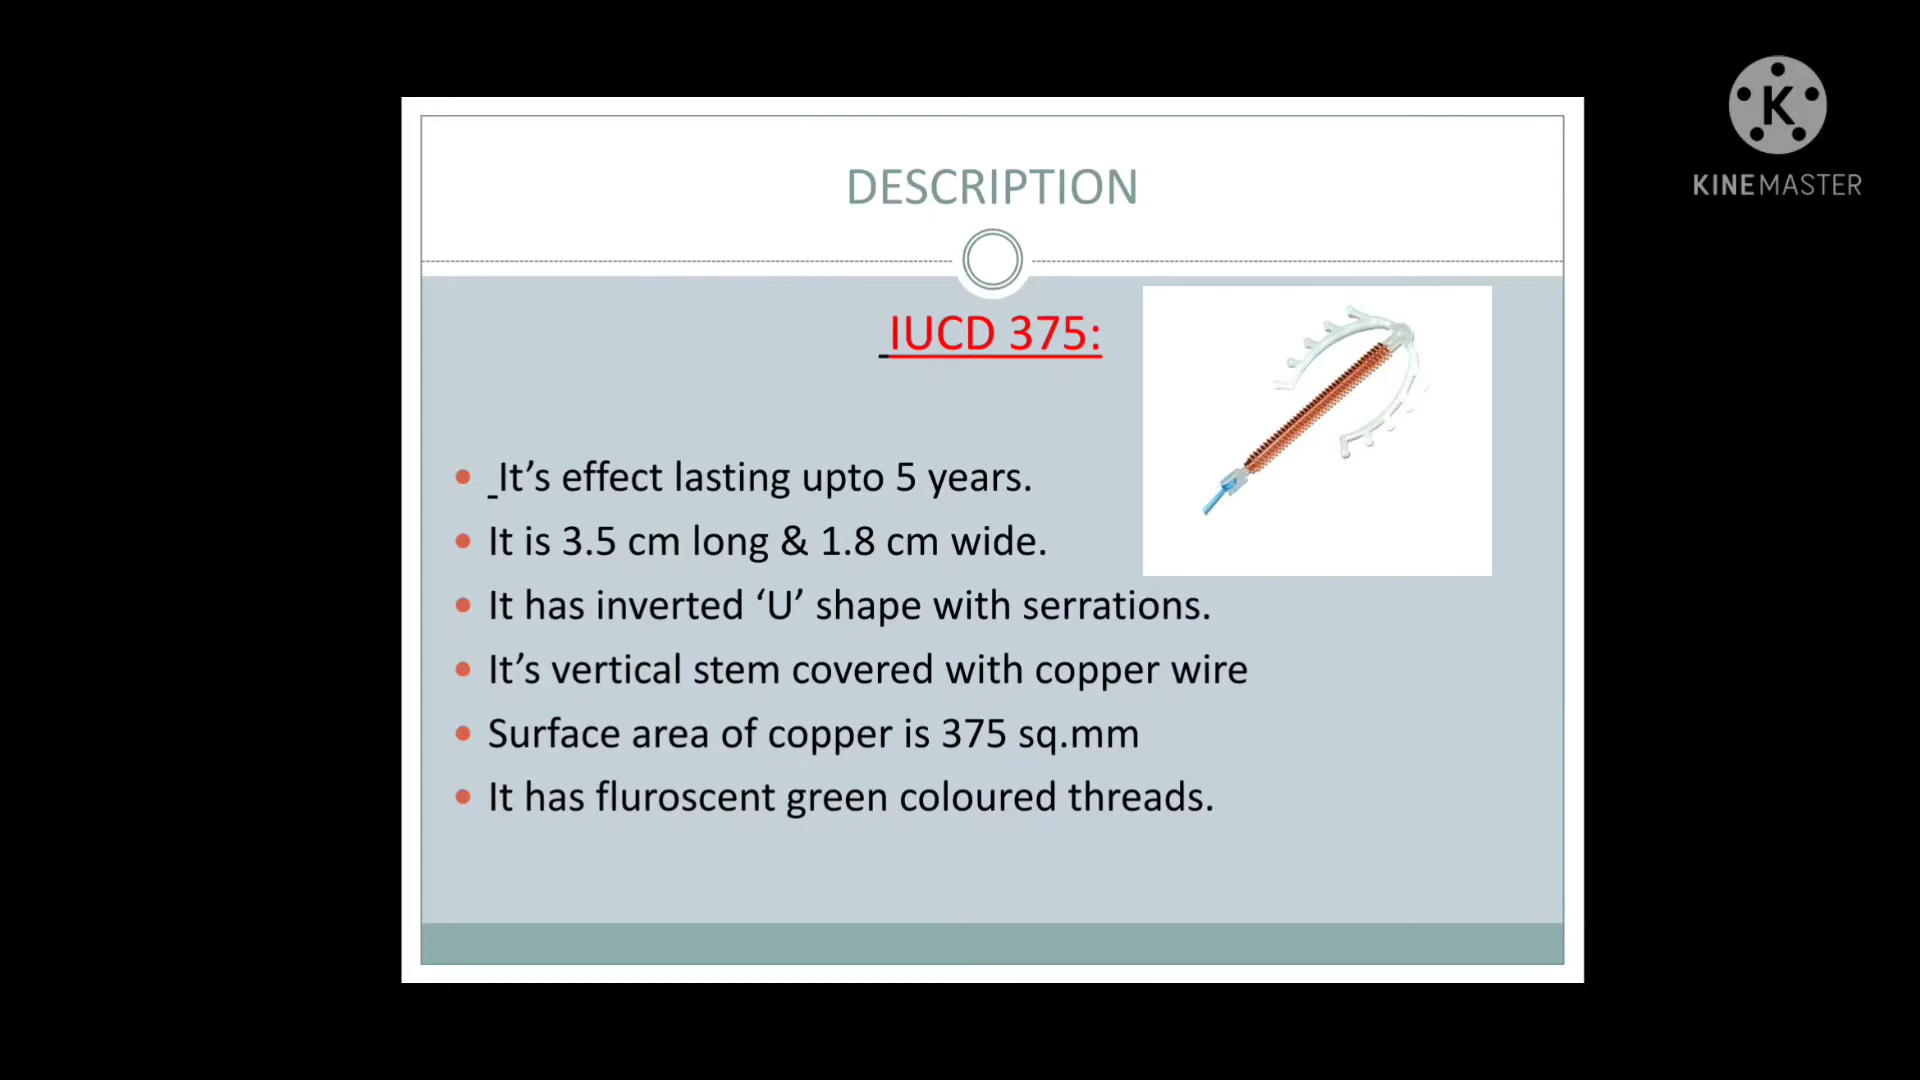 K
KINEMASTER
DESCRIPTION
IUCD 375:
• It’s effect lasting upto 5 years.
• It is 3.5 cm long & 1.8 cm wide.
• It has inverted ‘U’ shape with serrations.
• It’s vertical stem covered with copper wire
• Surface area of copper is 375 sq.mm
• It has fluroscent green coloured threads.